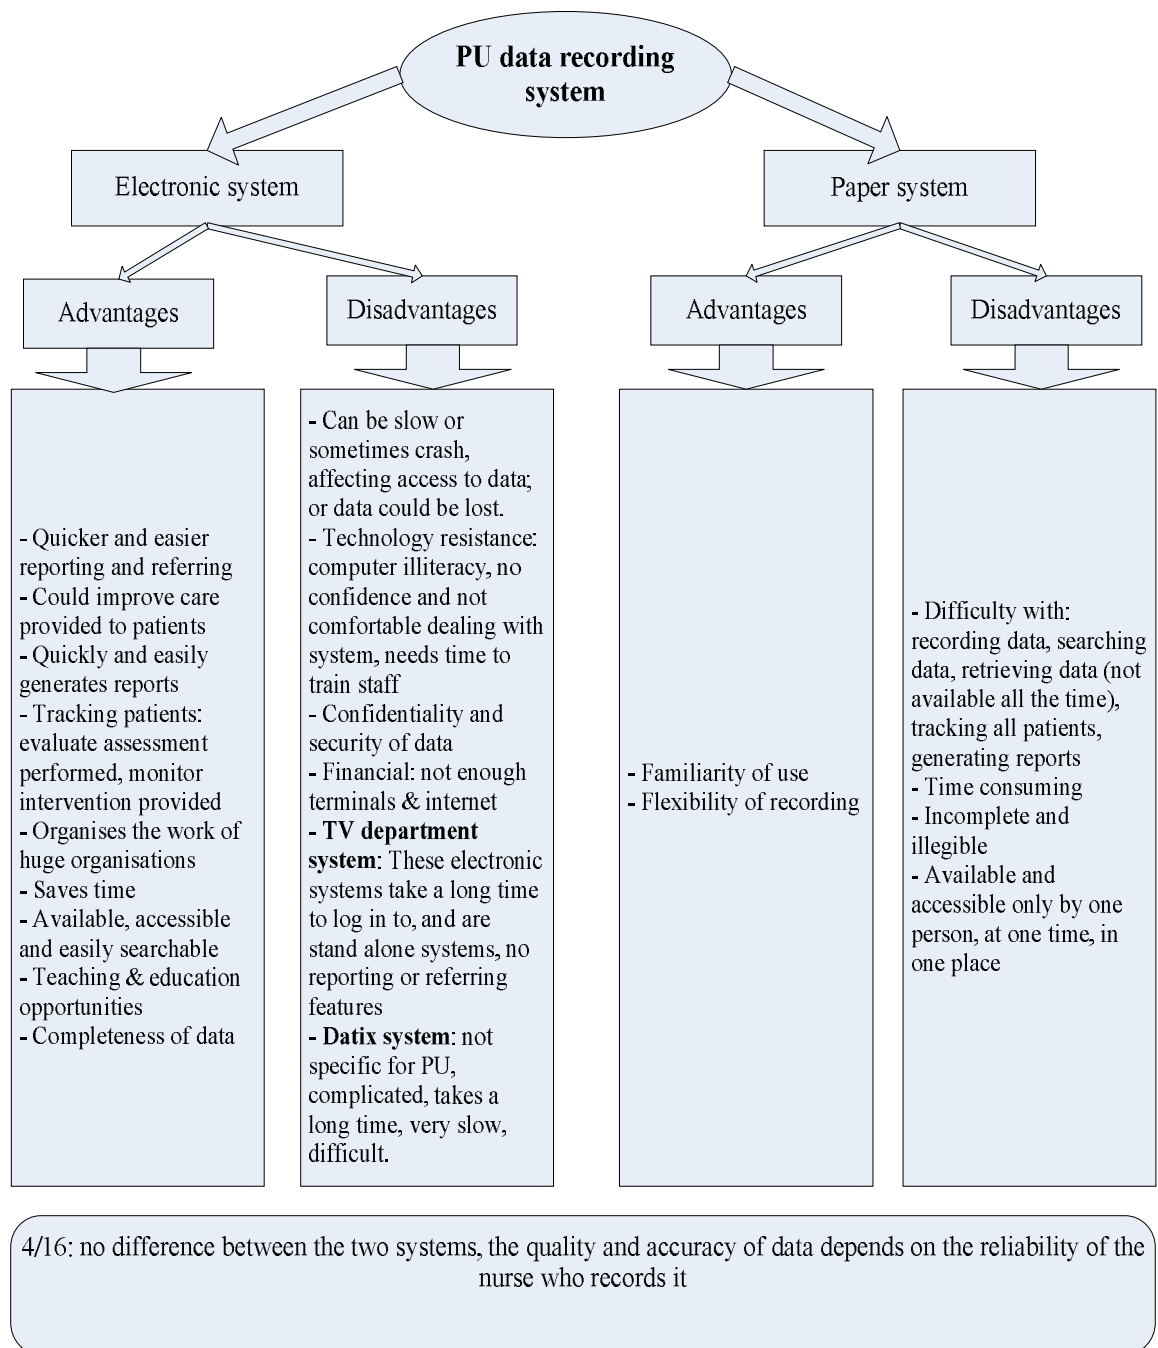 PU data recording
system
Electronic system
Paper system
Advantages
Disadvantages
Advantages
Disadvantages
- Quicker and easier
reporting and referring
- Could improve care
provided to patients
- Quickly and easily
generates reports
- Tracking patients:
evaluate assessment
performed, monitor
intervention provided
- Organises the work of
huge organisations
- Saves time
- Available, accessible
and easily searchable
- Teaching & education
opportunities
- Completeness of data
- Can be slow or
sometimes crash,
affecting access to data;
or data could be lost.
- Technology resistance:
computer illiteracy, no
confidence and not
comfortable dealing with
system, needs time to
train staff
- Confidentiality and
security of data
- Financial: not enough
terminals & internet
- TV department
system: These electronic
systems take a long time
to log in to, and are
stand alone systems, no
reporting or referring
features
- Datix system: not
specific for PU,
complicated, takes a
long time, very slow,
difficult.
- Familiarity of use
- Flexibility of recording
- Difficulty with:
recording data, searching
data, retrieving data (not
available all the time),
tracking all patients,
generating reports
- Time consuming
- Incomplete and
illegible
- Available and
accessible only by one
person, at one time, in
one place
4/16: no difference between the two systems, the quality and accuracy of data depends on the reliability of the
nurse who records it